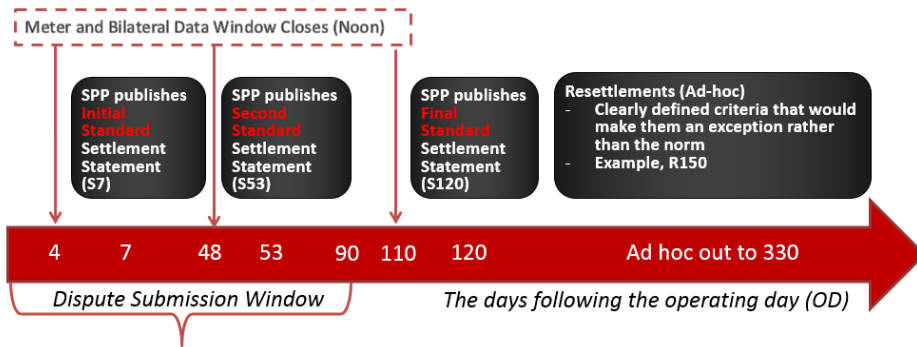 Meter and Bilateral Data Window Closes (Noon)
SPP publishes
Initial
Standard
Settlement
Statement
(S7)
SPP publishes
Second
Standard
Settlement
Statement
(S53)
SPP publishes
Final
Standard
Settlement
Statement
(S120)
Resettlements (Ad-hoc)
- Clearly defined criteria that would
make them an exception rather
than the norm
- Example, R150
4 7 48 53 90 110 120 Ad hoc out to 330
Dispute Submission Window
The days following the operating day (OD)